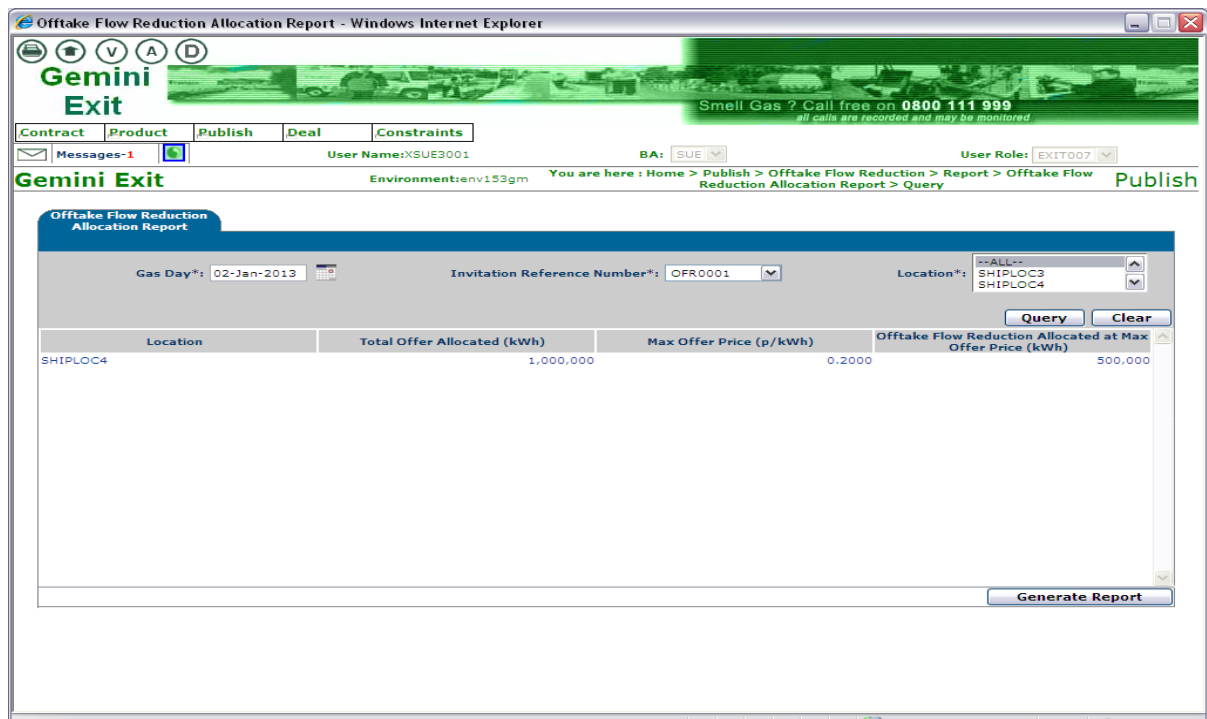 Offtake Flow Reduction Allocation Report - Windows Internet Explorer
V A D
Gemini
Exit
Smell Gas ? Call free on 0800 111 999
all calls are recorded and may be monitored
Contract Product Publish Deal Constraints
Messages-1 User Name:XSUE3001 BA: SUE User Role: EXIT007
Gemini Exit Environment:env153gm You are here : Home > Publish > Offtake Flow Reduction > Report > Offtake Flow
Reduction Allocation Report > Query Publish
Offtake Flow Reduction
Allocation Report
Gas Day*: 02-Jan-2013 Invitation Reference Number*: OFR0001 Location*: --ALL--
SHIPLOC3
SHIPLOC4
Query Clear
Location Total Offer Allocated (kWh) Max Offer Price (p/kWh) Offtake Flow Reduction Allocated at Max
Offer Price (kWh)
SHIPLOC4 1,000,000 0.2000 500,000
Generate Report